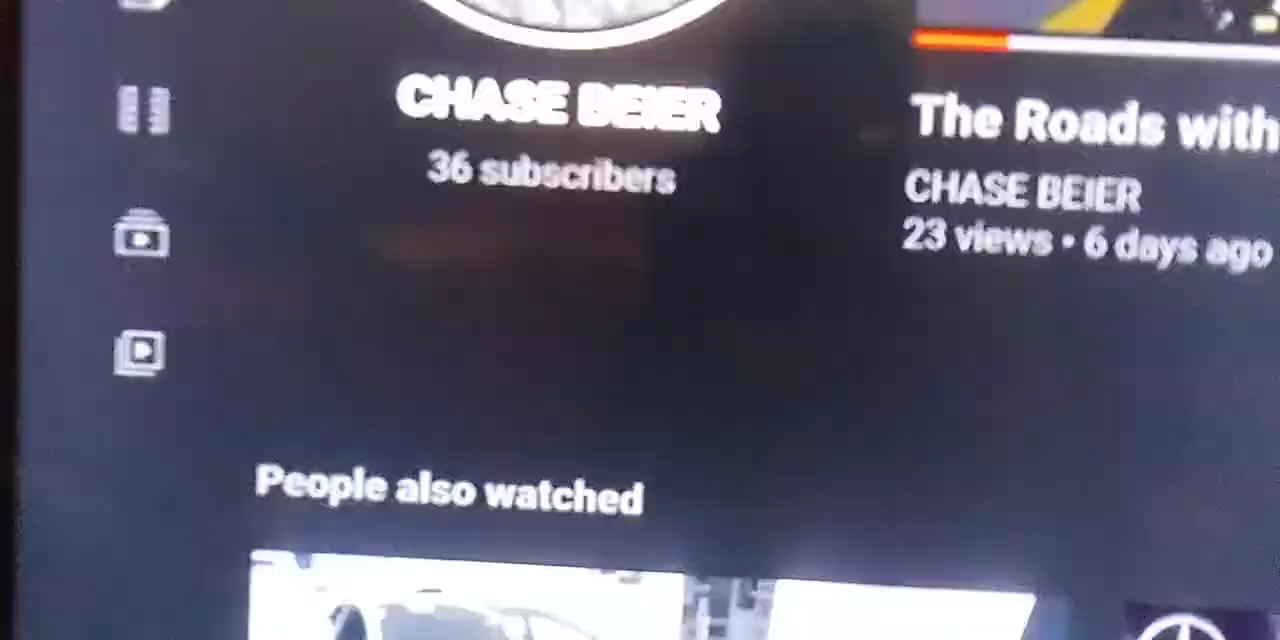 CHASE BEIER
36 subscribers
The Roads with
CHASE BEIER
23 views • 6 days ago
People also watched